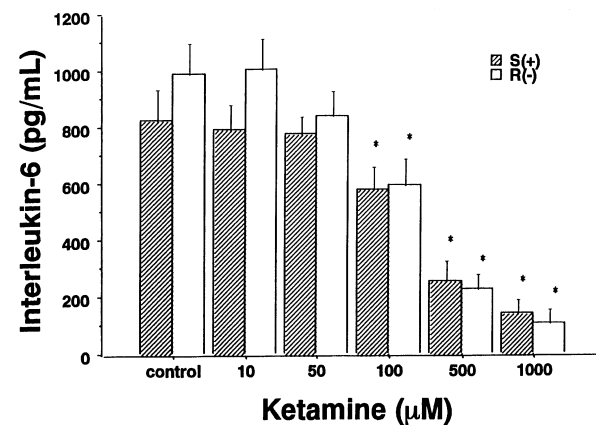 Interleukin-6 (pg/mL)
1200
1000
800
600
400
200
0
S(+)
R(-)
* *
* *
* *
control 10 50 100 500 1000
Ketamine (μM)